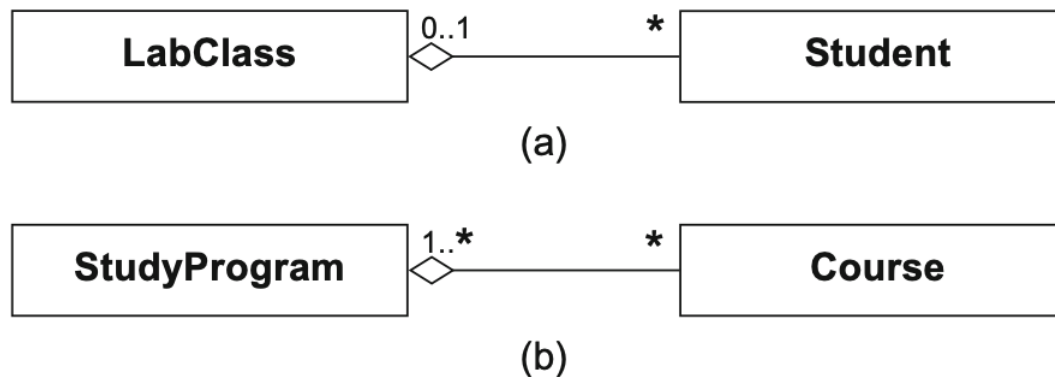 0..1 *
LabClass Student
(a)
1..* *
StudyProgram Course
(b)